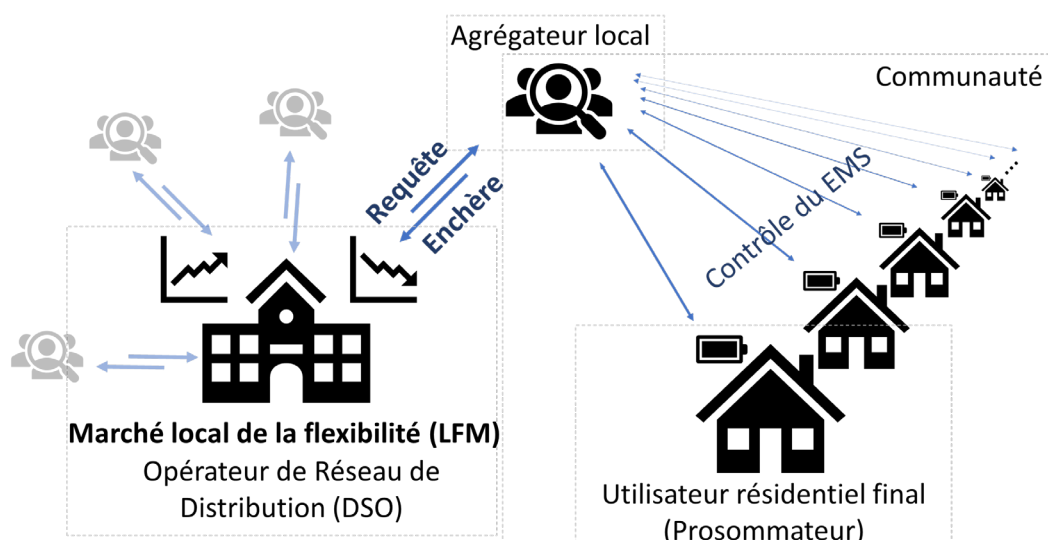 Agrégateur local
Communauté
Requête
Enchère
Contrôle du EMS
Marché local de la flexibilité (LFM)
Opérateur de Réseau de
Distribution (DSO)
Utilisateur résidentiel final
(Prosommateur)